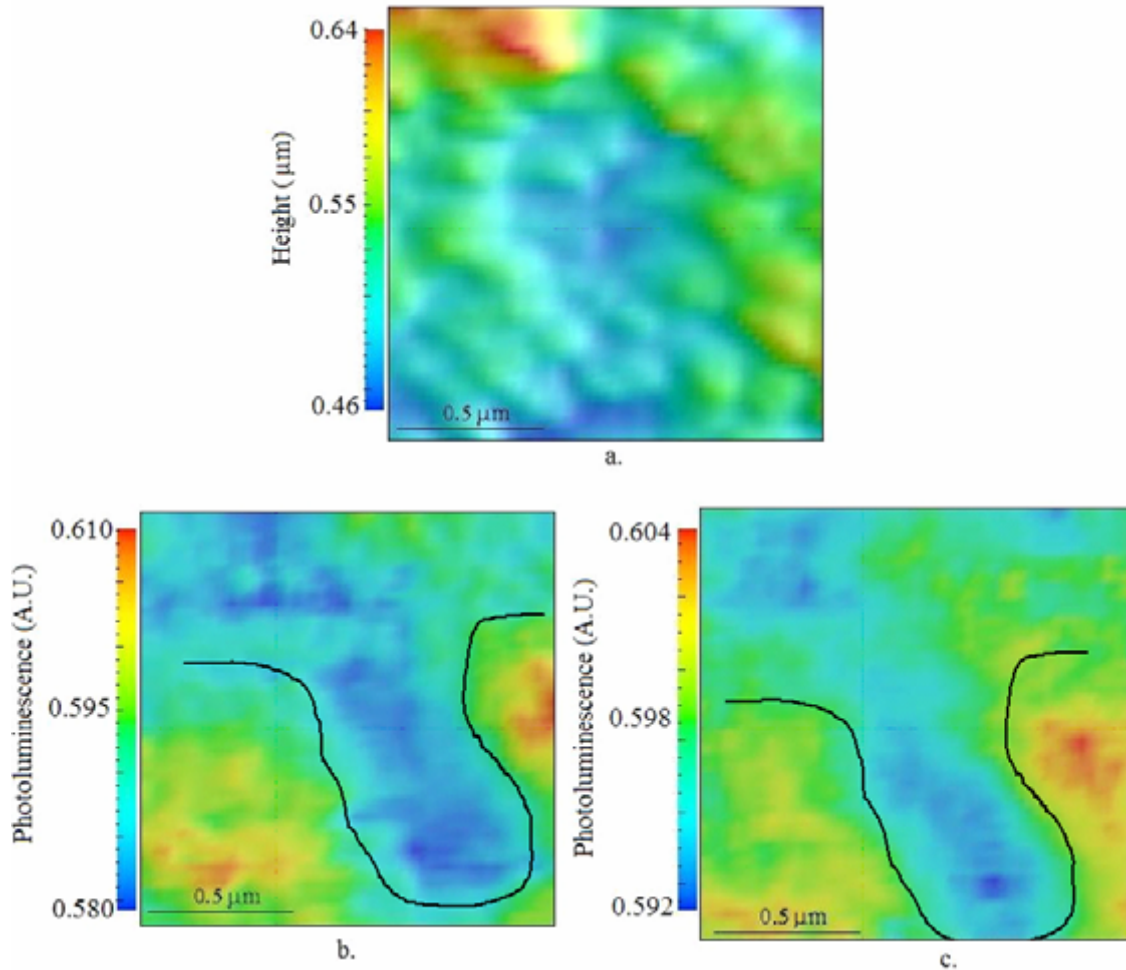 0.64
Height (μm)
0.55
0.46
0.5 μm
a.
0.610
Photoluminescence (A.U.)
0.595
0.580
0.5 μm
b.
0.604
Photoluminescence (A.U.)
0.598
0.592
0.5 μm
c.